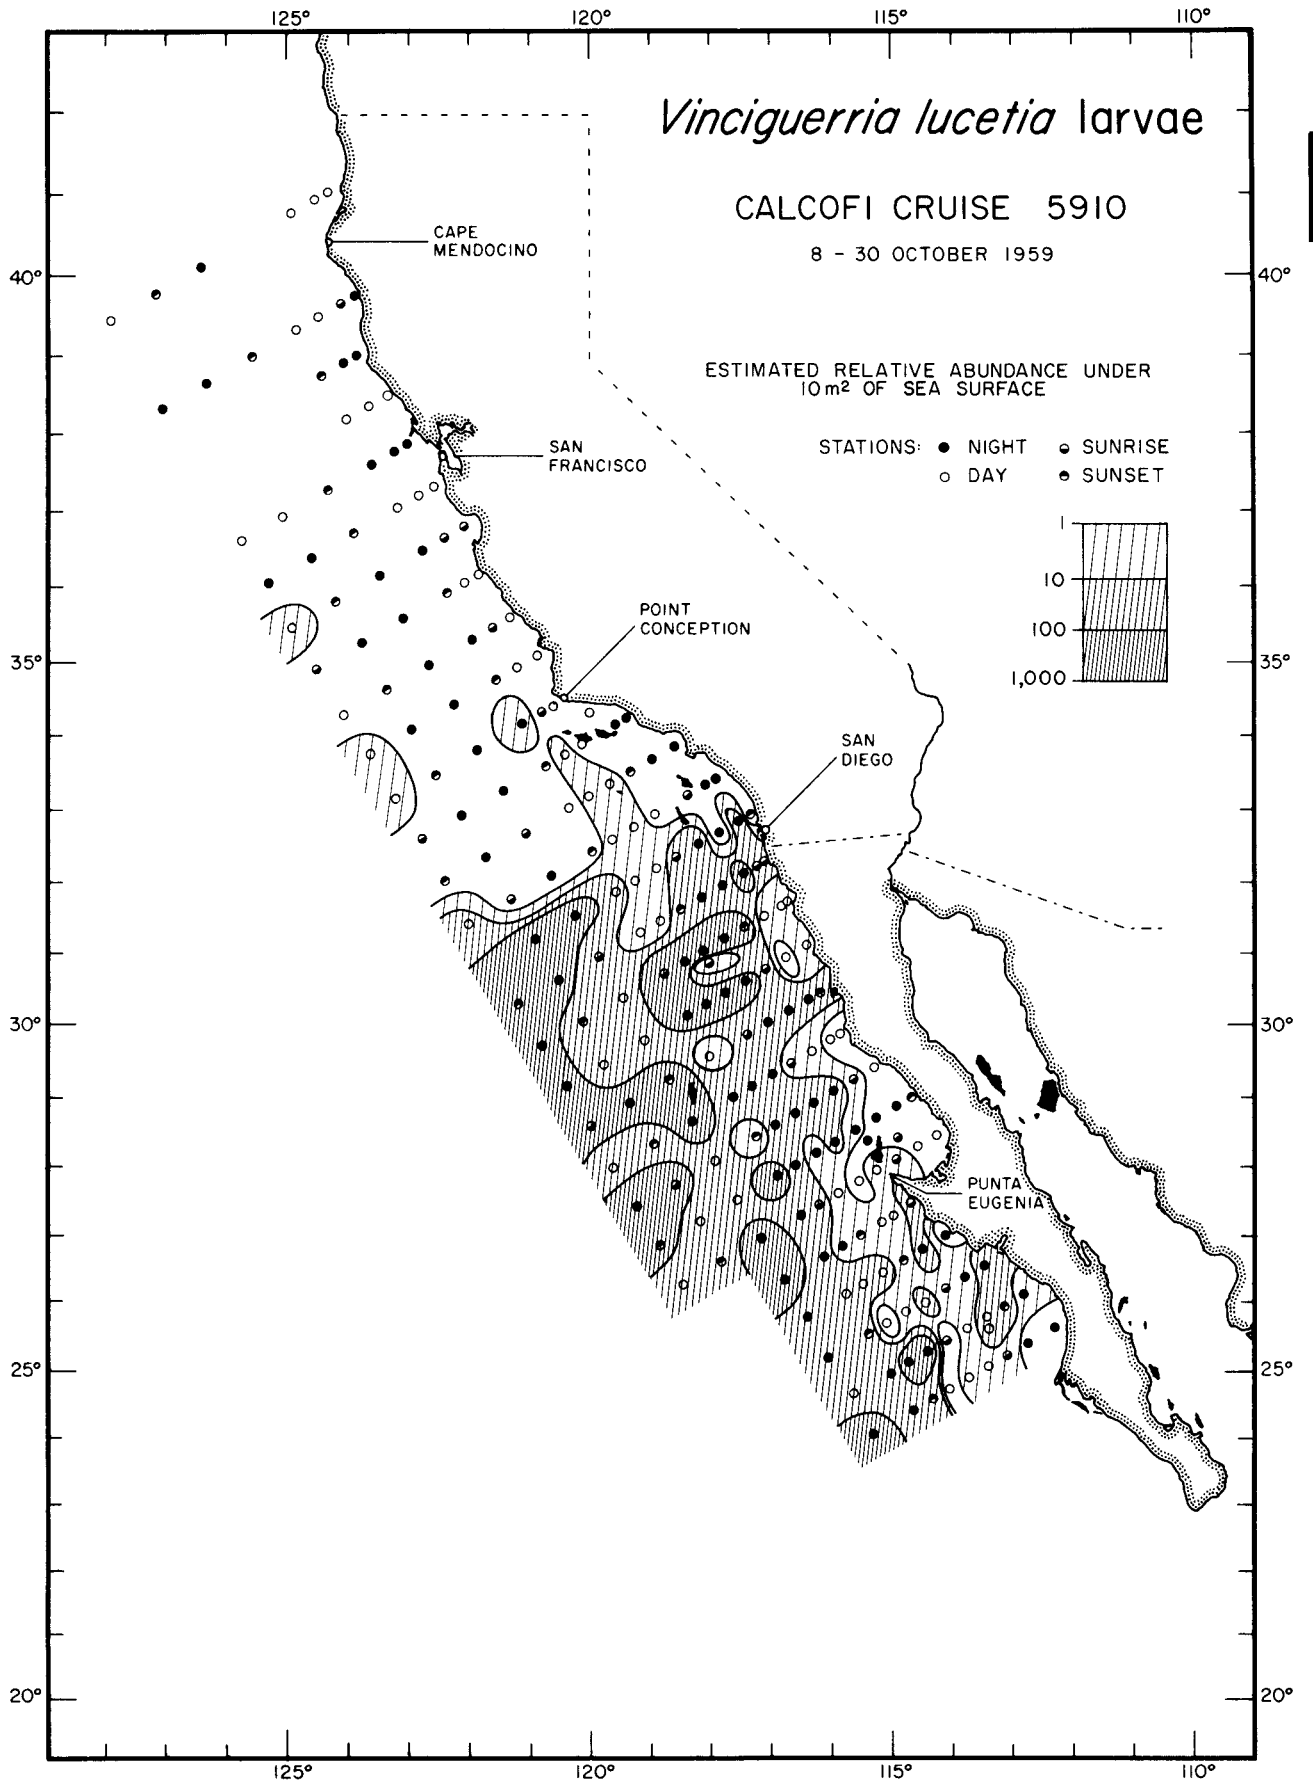 125° 120° 115° 110°
Vinciguerria lucetia larvae
CALCOFI CRUISE 5910
8 - 30 OCTOBER 1959
CAPE
MENDOCINO
40° 40°
ESTIMATED RELATIVE ABUNDANCE UNDER
10 m² OF SEA SURFACE
STATIONS: NIGHT SUNRISE
DAY SUNSET
SAN
FRANCISCO
1
10
100
1,000
POINT
CONCEPTION
35° 35°
SAN
DIEGO
30° 30°
PUNTA
EUGENIA
25° 25°
20° 20°
125° 120° 115° 110°